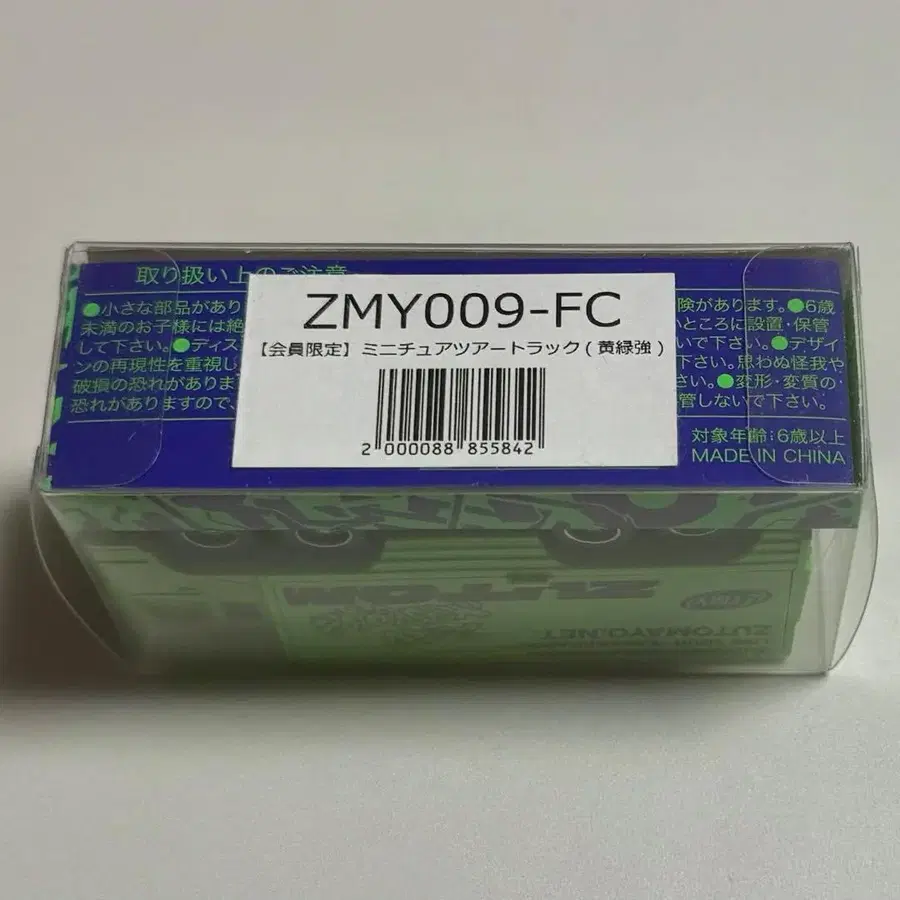 取り扱い上のご注意
ZMY009-FC
【会員限定】ミニチュアツアートラック(黄緑強)
2 000088 855842
●小さな部品があり
険があります。●6歳
未満のお子様には絶
いところに設置・保管
して下さい。●ディス
いで下さい。●デザイ
ンの再現性を重視し
思わぬ怪我や
破損の恐れがありま
さい。●変形・変質の
恐れがありますので、
管しないで下さい。
対象年齢:6歳以上
MADE IN CHINA
ZUTOM
ZUTOMAYO.NET